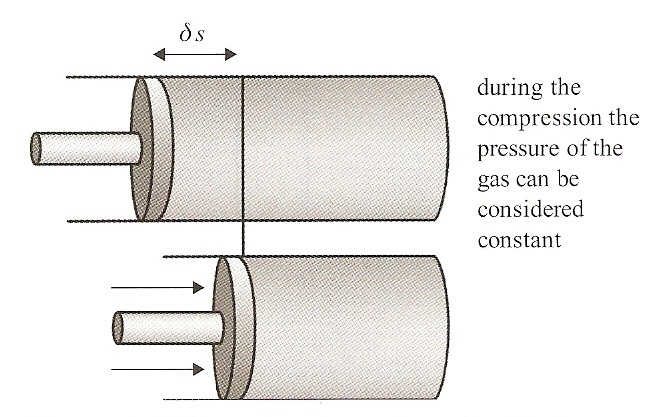 δs
during the
compression the
pressure of the
gas can be
considered
constant